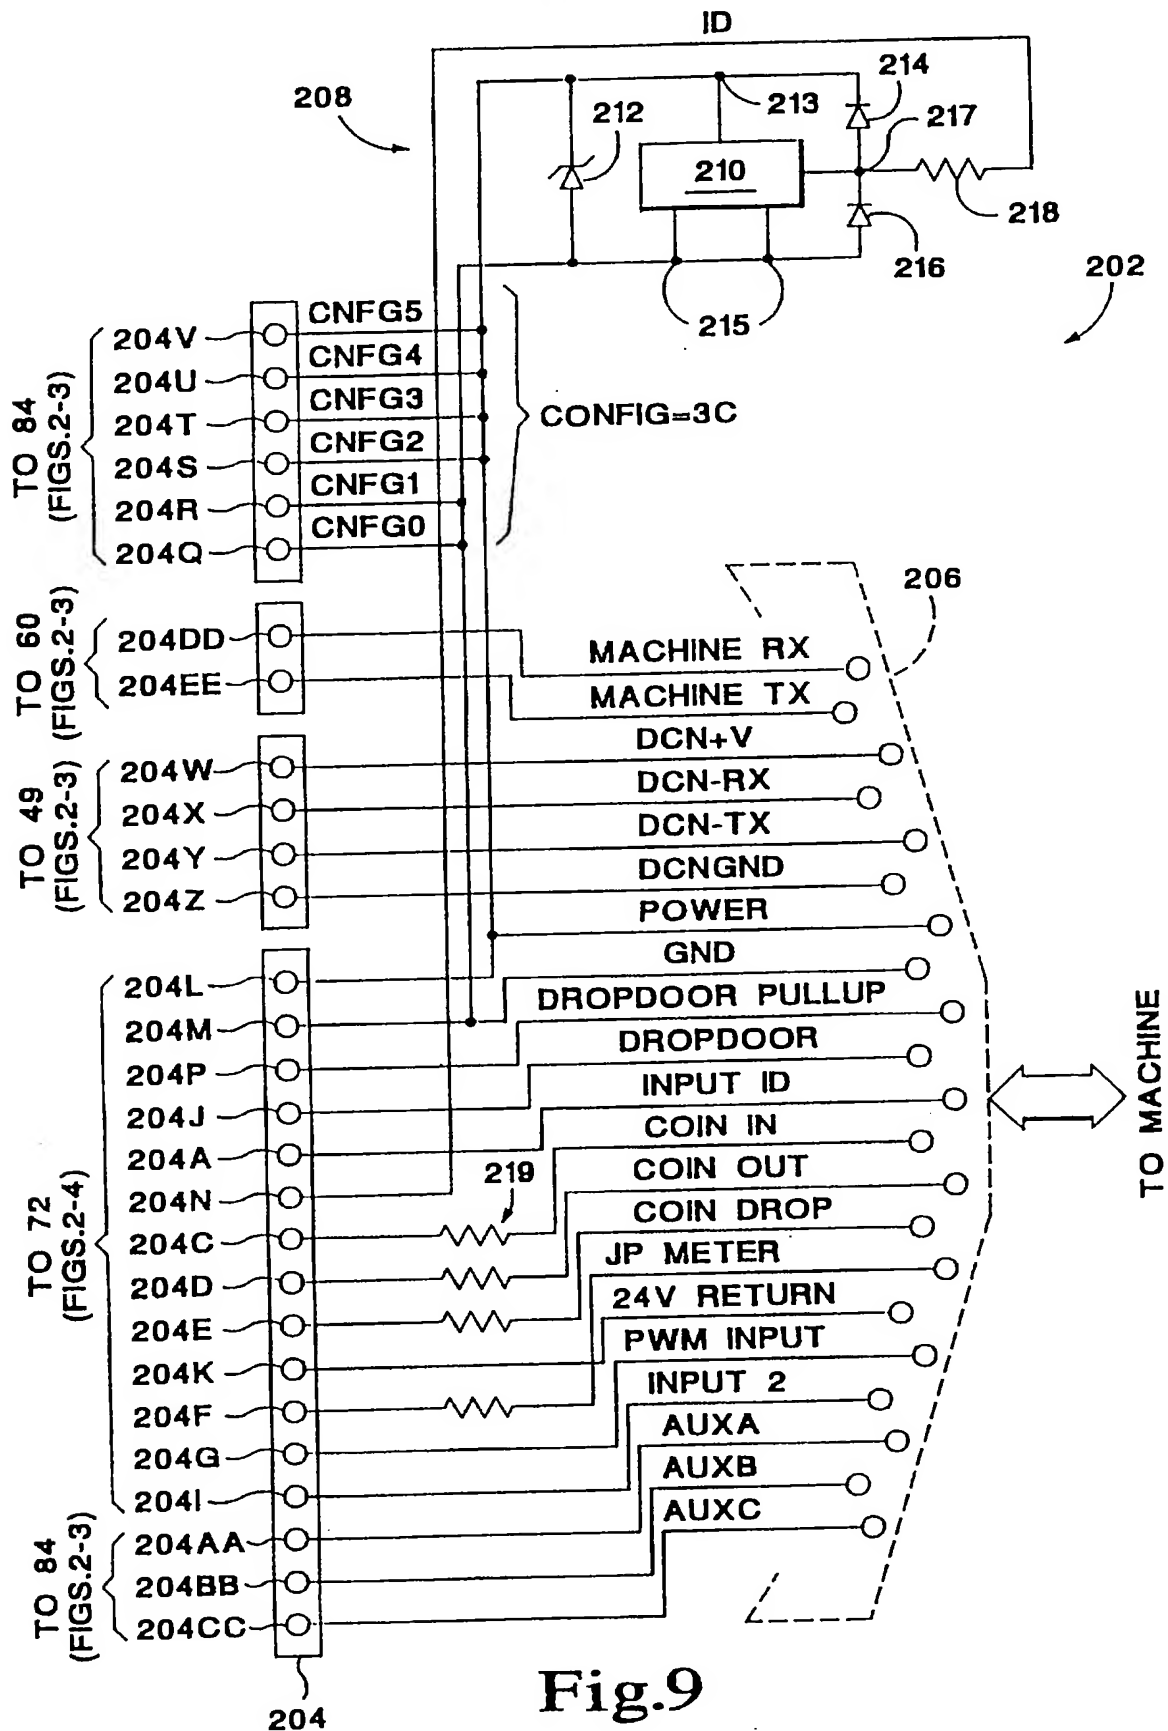 ID
208
212
213
214
217
210
218
216
215
202
TO 84
(FIGS.2-3)
204V
CNFG5
204U
CNFG4
204T
CNFG3
204S
CNFG2
204R
CNFG1
204Q
CNFG0
CONFIG=3C
206
TO 60
(FIGS.2-3)
204DD
MACHINE RX
204EE
MACHINE TX
TO 49
(FIGS.2-3)
204W
DCN+V
204X
DCN-RX
204Y
DCN-TX
204Z
DCNGND
POWER
TO 72
(FIGS.2-4)
204L
GND
204M
DROPDOOR PULLUP
204P
DROPDOOR
204J
INPUT ID
204A
COIN IN
204N
219
COIN OUT
204C
COIN DROP
204D
JP METER
204E
24V RETURN
204K
PWM INPUT
204F
INPUT 2
204G
AUXA
204I
AUXB
TO 84
(FIGS.2-3)
204AA
AUXC
204BB
204CC
TO MACHINE
204
Fig.9